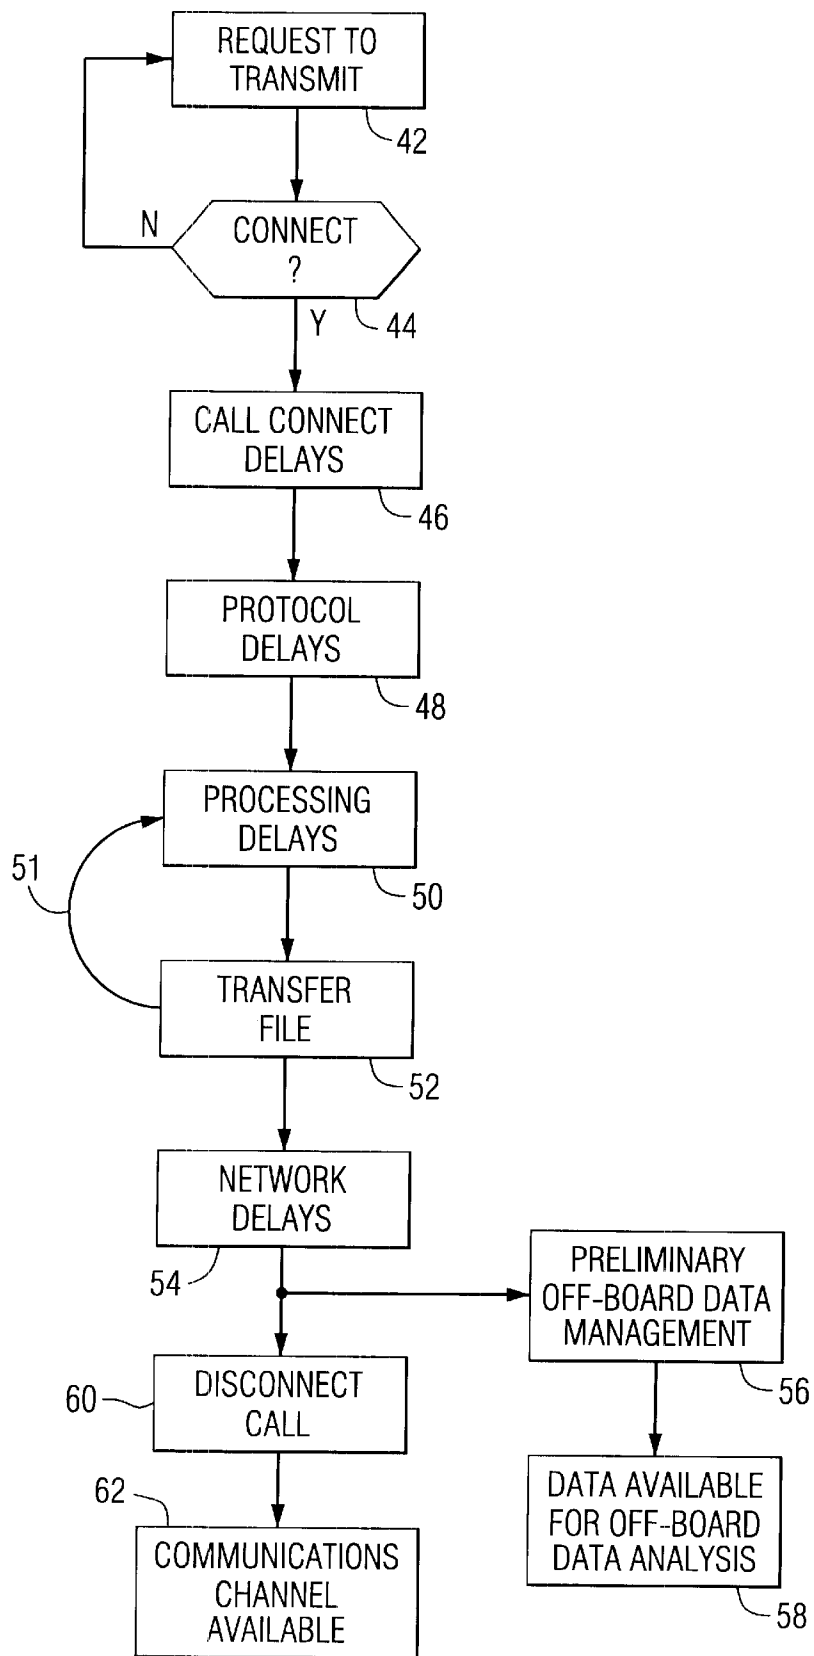 REQUEST TO
TRANSMIT
42
N
CONNECT
?
44
Y
CALL CONNECT
DELAYS
46
PROTOCOL
DELAYS
48
PROCESSING
DELAYS
50
51
TRANSFER
FILE
52
NETWORK
DELAYS
54
PRELIMINARY
OFF-BOARD DATA
MANAGEMENT
56
60
DISCONNECT
CALL
62
COMMUNICATIONS
CHANNEL
AVAILABLE
DATA AVAILABLE
FOR OFF-BOARD
DATA ANALYSIS
58